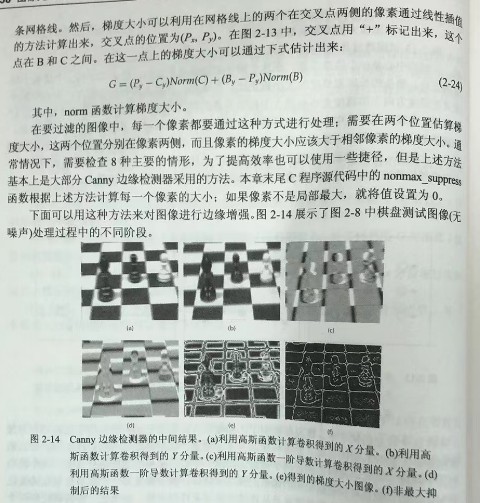 条网格线。然后,梯度大小可以利用在网格线上的两个在交叉点两侧的像素通过线性插值
的方法计算出来,交叉点的位置为(Px, Py)。在图 2-13 中,交叉点用“+”标记出来,这个
点在 B 和 C 之间。在这一点上的梯度大小可以通过下式估计出来:
G = (Py − Cy)Norm(C) + (By − Py)Norm(B) (2-24)
其中,norm 函数计算梯度大小。
在要过滤的图像中,每一个像素都要通过这种方式进行处理;需要在两个位置估算梯
度大小,这两个位置分别在像素两侧,而且像素的梯度大小应该大于相邻像素的梯度大小。通
常情况下,需要检查 8 种主要的情形,为了提高效率也可以使用一些捷径,但是上述方法
基本上是大部分 Canny 边缘检测器采用的方法。本章末尾 C 程序源代码中的 nonmax_suppress
函数根据上述方法计算每一个像素的大小;如果像素不是局部最大,就将值设置为 0。
下面可以用这种方法来对图像进行边缘增强。图 2-14 展示了图 2-8 中棋盘测试图像(无
噪声)处理过程中的不同阶段。
(a) (b) (c)
(d) (e) (f)
图 2-14 Canny 边缘检测器的中间结果。(a)利用高斯函数计算卷积得到的 X 分量。(b)利用高
斯函数计算卷积得到的 Y 分量。(c)利用高斯函数一阶导数计算卷积得到的 X 分量。(d)
利用高斯函数一阶导数计算卷积得到的 Y 分量。(e)得到的梯度大小图像。(f)非最大抑
制后的结果